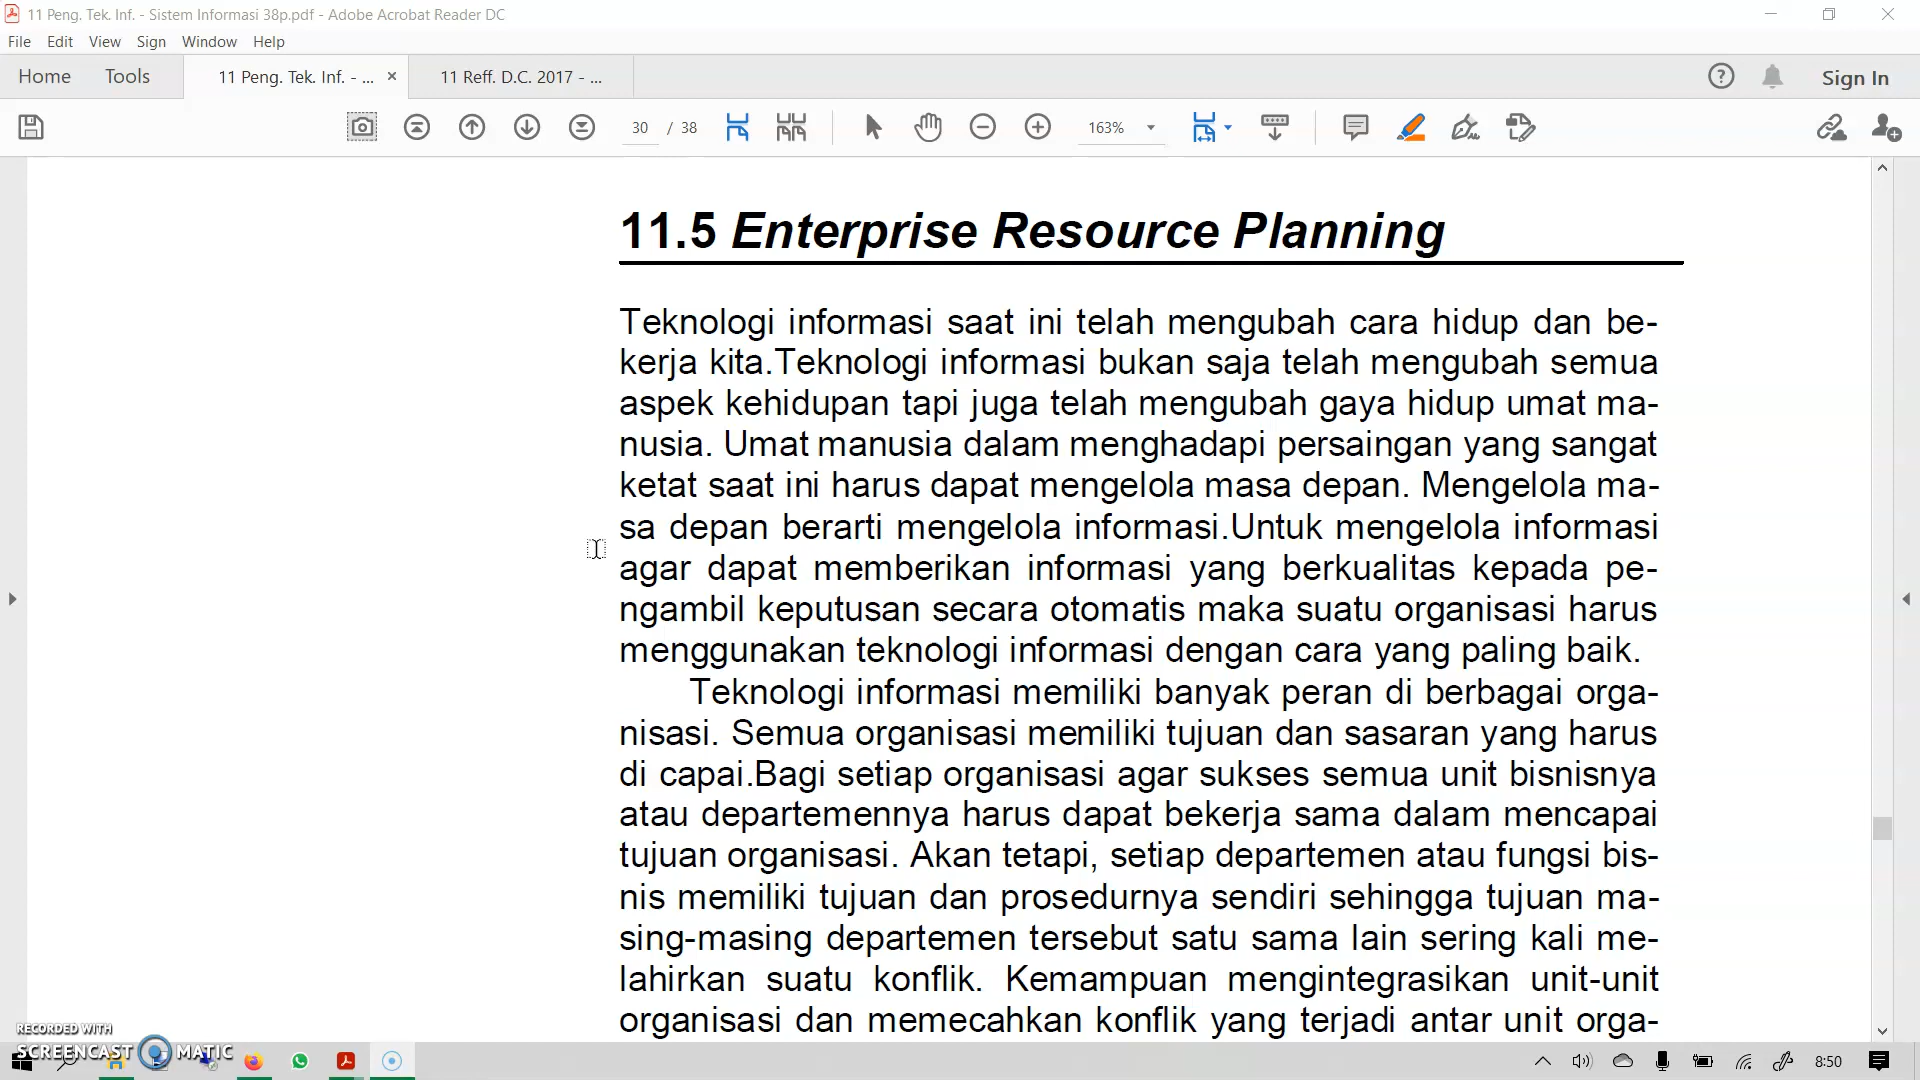 11 Peng. Tek. Inf. - Sistem Informasi 38p.pdf - Adobe Acrobat Reader DC
File Edit View Sign Window Help
Home Tools 11 Peng. Tek. Inf. - ... × 11 Reff. D.C. 2017 - ... Sign In
30 / 38 163%
11.5 Enterprise Resource Planning
Teknologi informasi saat ini telah mengubah cara hidup dan be-
kerja kita.Teknologi informasi bukan saja telah mengubah semua
aspek kehidupan tapi juga telah mengubah gaya hidup umat ma-
nusia. Umat manusia dalam menghadapi persaingan yang sangat
ketat saat ini harus dapat mengelola masa depan. Mengelola ma-
sa depan berarti mengelola informasi.Untuk mengelola informasi
agar dapat memberikan informasi yang berkualitas kepada pe-
ngambil keputusan secara otomatis maka suatu organisasi harus
menggunakan teknologi informasi dengan cara yang paling baik.
Teknologi informasi memiliki banyak peran di berbagai orga-
nisasi. Semua organisasi memiliki tujuan dan sasaran yang harus
di capai.Bagi setiap organisasi agar sukses semua unit bisnisnya
atau departemennya harus dapat bekerja sama dalam mencapai
tujuan organisasi. Akan tetapi, setiap departemen atau fungsi bis-
nis memiliki tujuan dan prosedurnya sendiri sehingga tujuan ma-
sing-masing departemen tersebut satu sama lain sering kali me-
lahirkan suatu konflik. Kemampuan mengintegrasikan unit-unit
organisasi dan memecahkan konflik yang terjadi antar unit orga-
RECORDED WITH
SCREENCAST MATIC
8:50